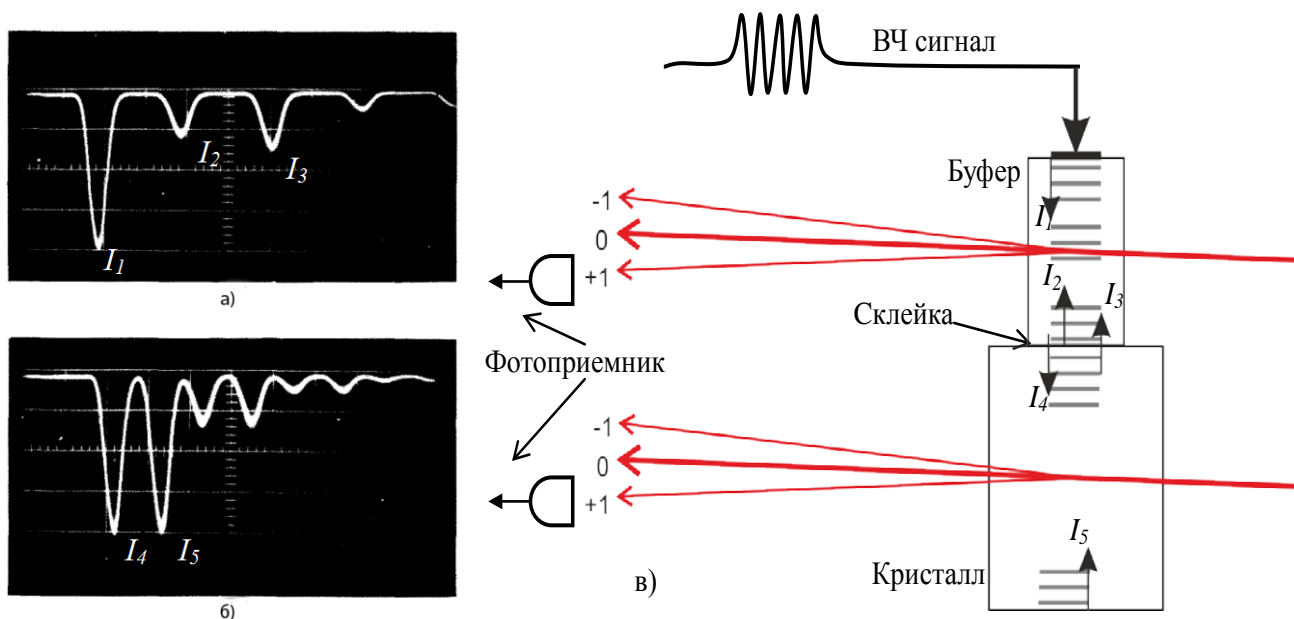 I1
I2
I3
а)
I4
I5
б)
ВЧ сигнал
Буфер
I1
-1
0
+1
I2
I3
Склейка
Фотоприемник
I4
-1
0
+1
I5
Кристалл
в)